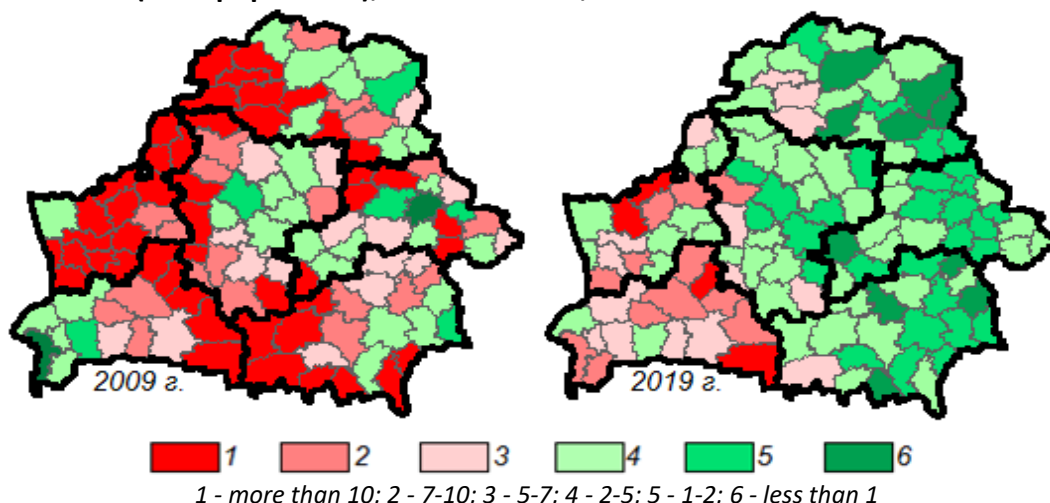 2009 г.
2019 г.
1 2 3 4 5 6
1 - more than 10; 2 - 7-10; 3 - 5-7; 4 - 2-5; 5 - 1-2; 6 - less than 1